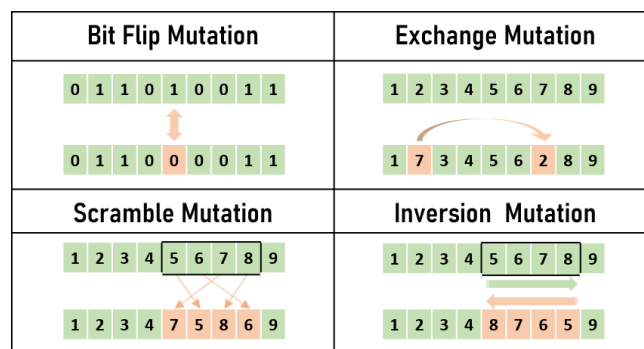 Bit Flip Mutation
0 1 1 0 1 0 0 1 1
0 1 1 0 0 0 0 1 1
Exchange Mutation
1 2 3 4 5 6 7 8 9
1 7 3 4 5 6 2 8 9
Scramble Mutation
1 2 3 4 5 6 7 8 9
1 2 3 4 7 5 8 6 9
Inversion Mutation
1 2 3 4 5 6 7 8 9
1 2 3 4 8 7 6 5 9